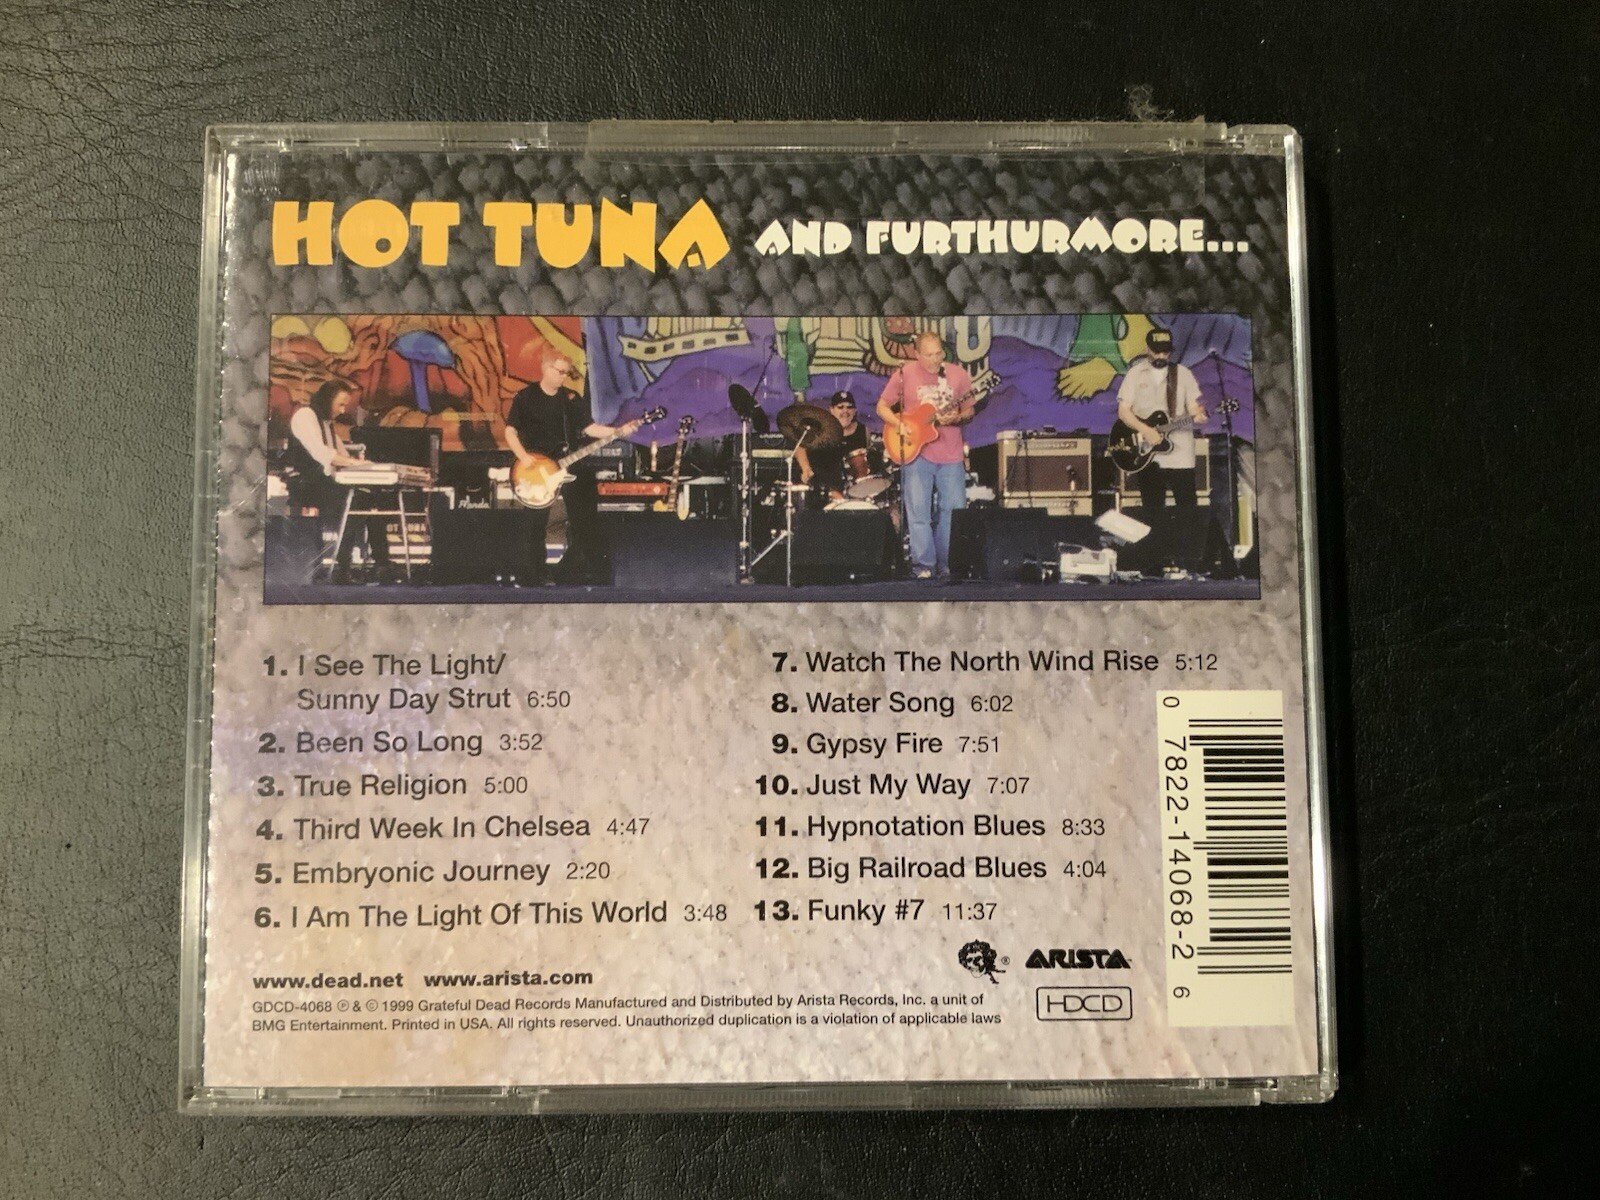 HOT TUNA AND FURTHURMORE...
1. I See The Light/
Sunny Day Strut 6:50
2. Been So Long 3:52
3. True Religion 5:00
4. Third Week In Chelsea 4:47
5. Embryonic Journey 2:20
6. I Am The Light Of This World 3:48
7. Watch The North Wind Rise 5:12
8. Water Song 6:02
9. Gypsy Fire 7:51
10. Just My Way 7:07
11. Hypnotation Blues 8:33
12. Big Railroad Blues 4:04
13. Funky #7 11:37
0 7822-14068-2 6
www.dead.net www.arista.com
® ARISTA
GDCD-4068 ℗ & © 1999 Grateful Dead Records Manufactured and Distributed by Arista Records, Inc. a unit of
BMG Entertainment. Printed in USA. All rights reserved. Unauthorized duplication is a violation of applicable laws
HDCD